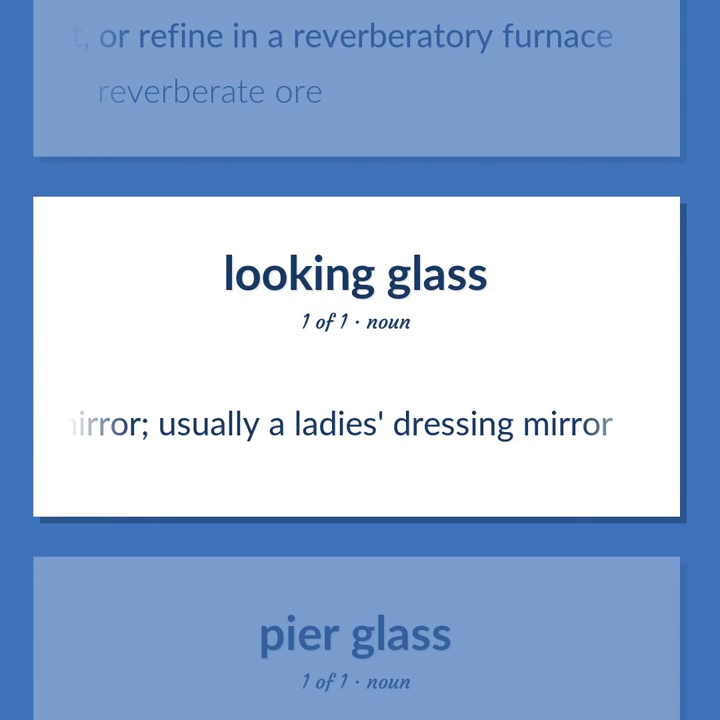 or refine in a reverberatory furnace
reverberate ore
looking glass
1 of 1 · noun
mirror; usually a ladies' dressing mirror
pier glass
1 of 1 · noun